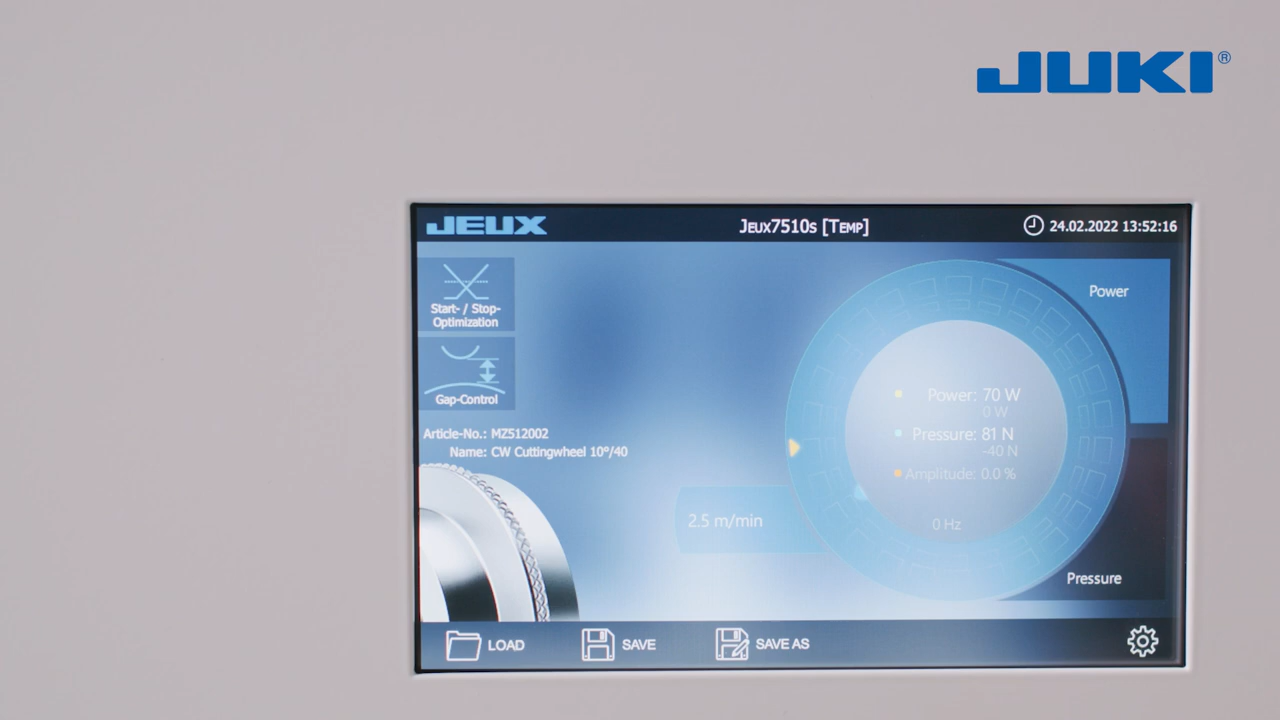 JUKI®
JEUX
Jeux7510s [Temp]
24.02.2022 13:52:16
Start- / Stop-
Optimization
Gap-Control
Article-No.: MZ512002
Name: CW Cuttingwheel 10°/40
Power
Power: 70 W
0 W
Pressure: 81 N
-40 N
Amplitude: 0.0 %
2.5 m/min
0 Hz
Pressure
LOAD
SAVE
SAVE AS